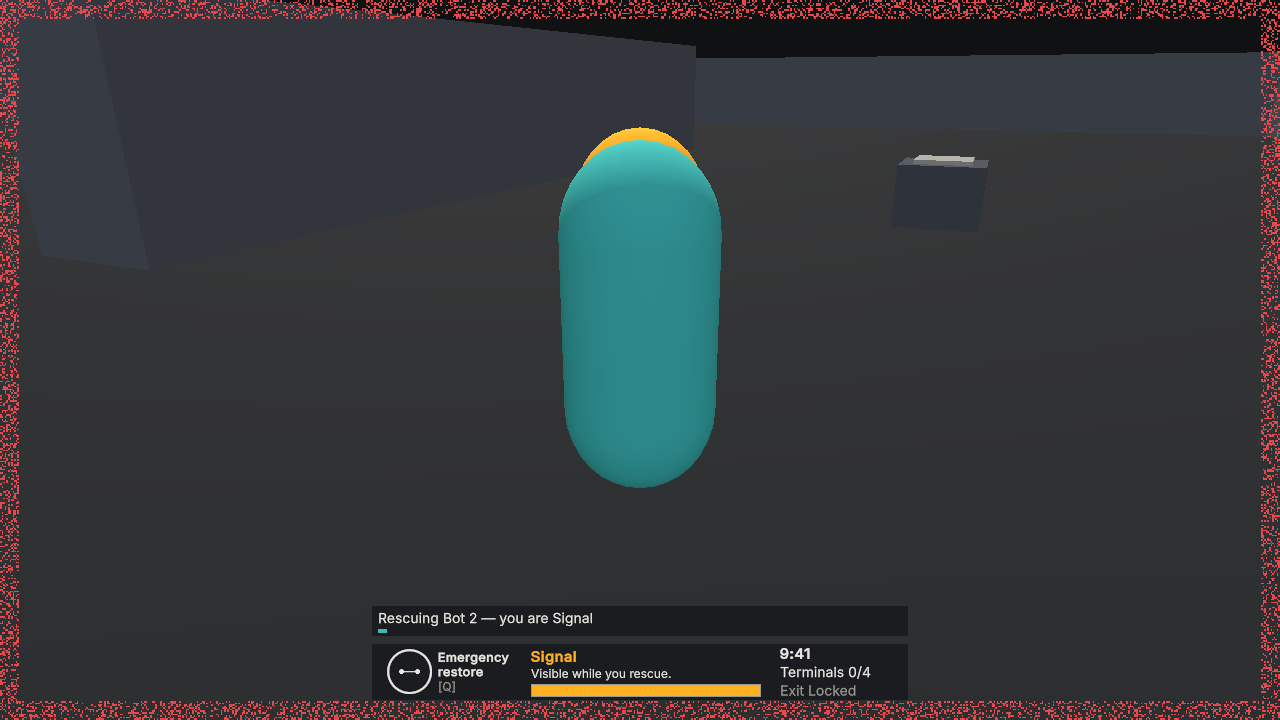 Rescuing Bot 2 — you are Signal
Emergency
restore
[Q]
Signal
Visible while you rescue.
9:41
Terminals 0/4
Exit Locked